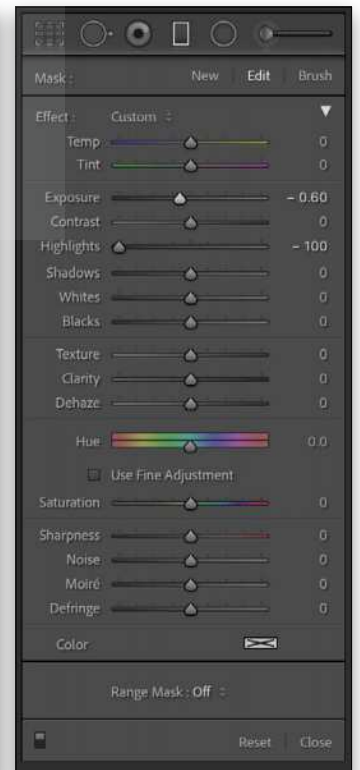 Mask : New Edit Brush
Effect : Custom
Temp 0
Tint 0
Exposure – 0.60
Contrast 0
Highlights – 100
Shadows 0
Whites 0
Blacks 0
Texture 0
Clarity 0
Dehaze 0
Hue 0.0
Use Fine Adjustment
Saturation 0
Sharpness 0
Noise 0
Moiré 0
Defringe 0
Color
Range Mask : Off
Reset Close